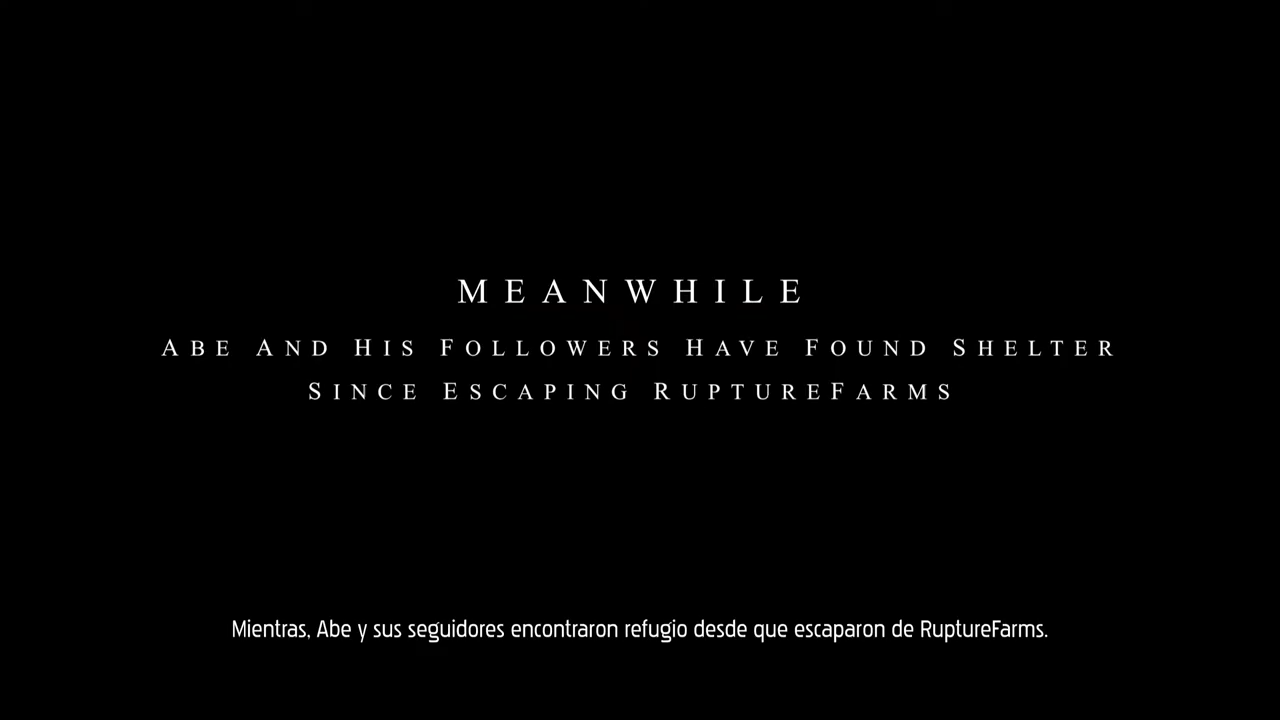 MEANWHILE
ABE AND HIS FOLLOWERS HAVE FOUND SHELTER
SINCE ESCAPING RUPTUREFARMS
Mientras, Abe y sus seguidores encontraron refugio desde que escaparon de RuptureFarms.